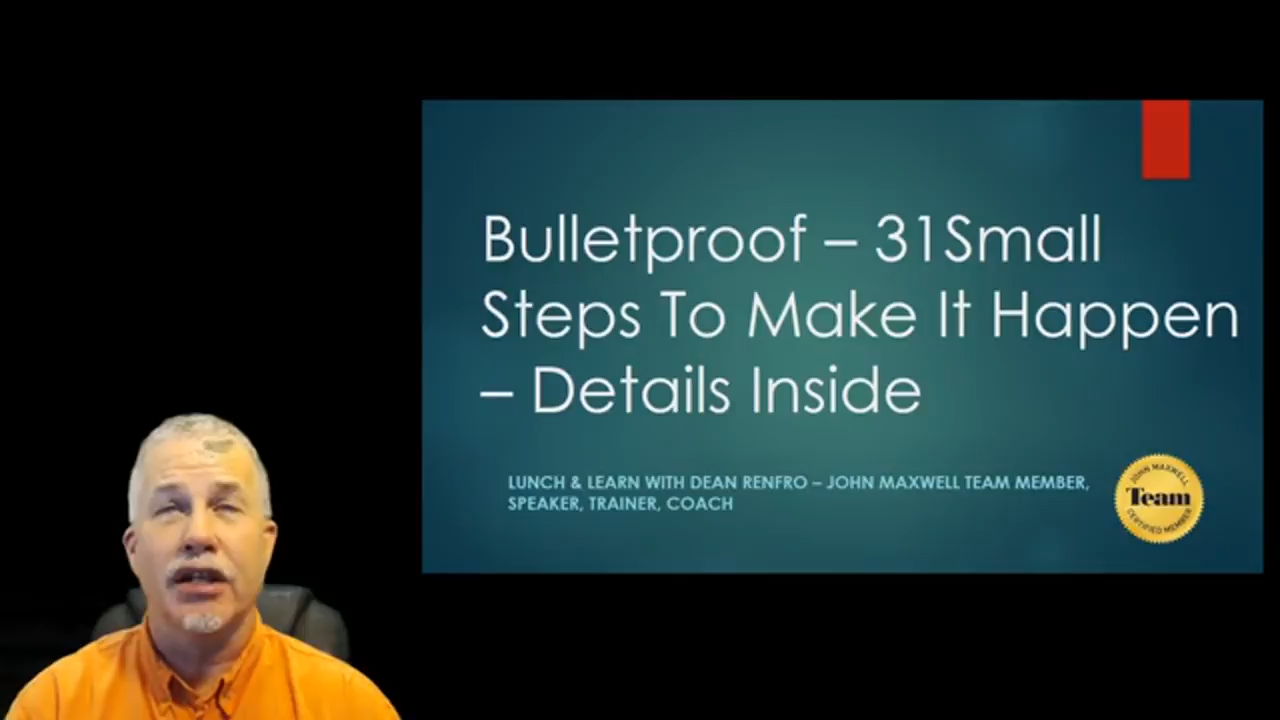 Bulletproof – 31Small
Steps To Make It Happen
– Details Inside
LUNCH & LEARN WITH DEAN RENFRO – JOHN MAXWELL TEAM MEMBER,
SPEAKER, TRAINER, COACH
JOHN MAXWELL
Team
CERTIFIED MEMBER